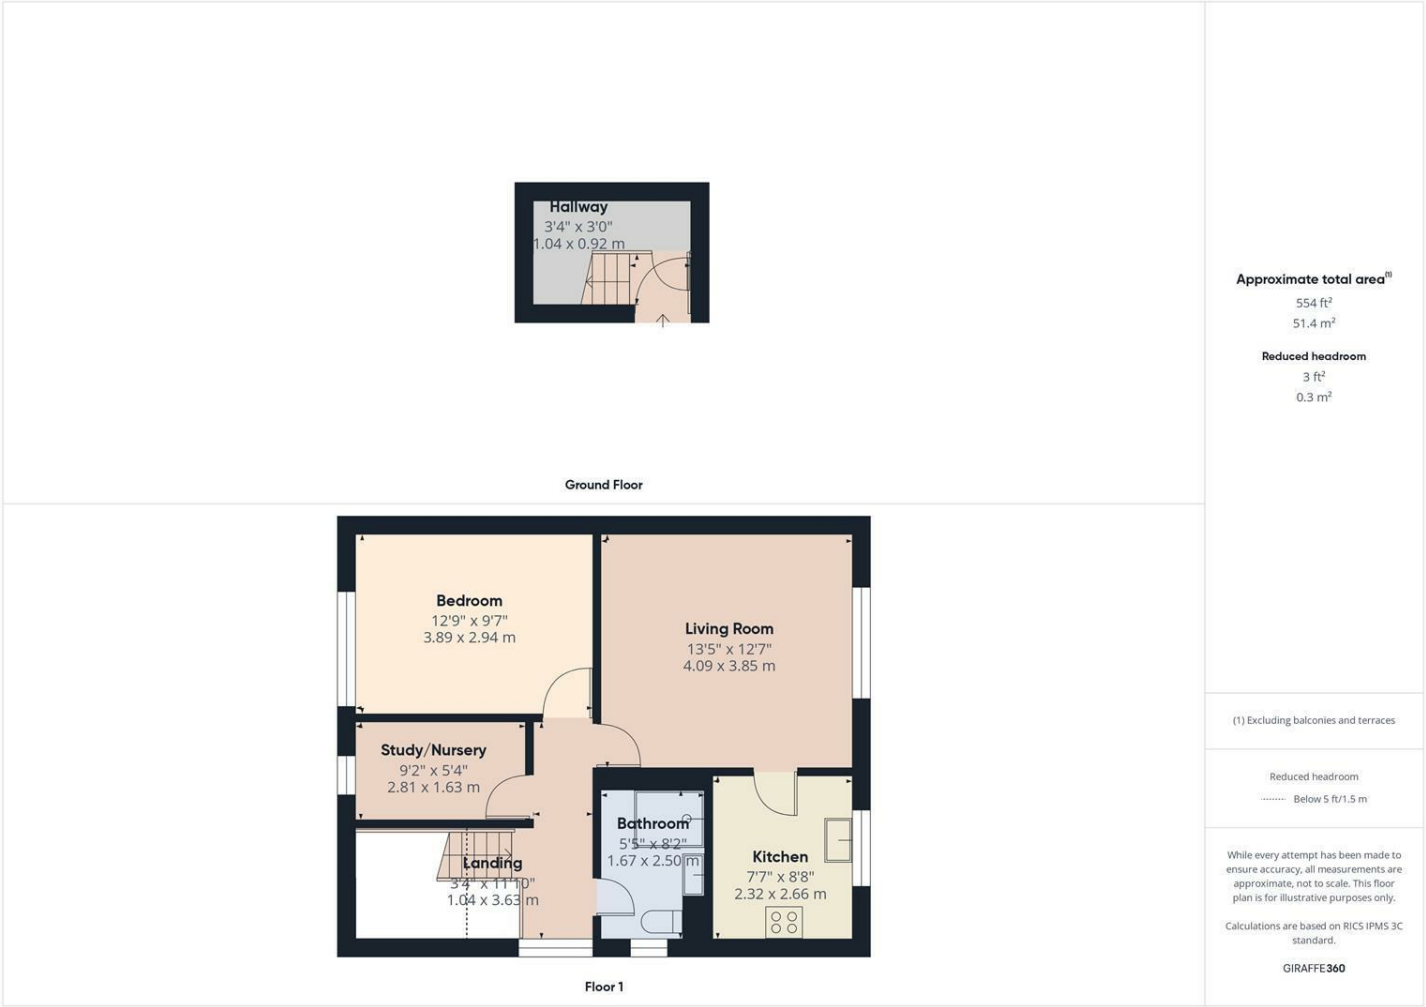 Hallway
3'4" x 3'0"
1.04 x 0.92 m
Ground Floor
Bedroom
12'9" x 9'7"
3.89 x 2.94 m
Living Room
13'5" x 12'7"
4.09 x 3.85 m
Study/Nursery
9'2" x 5'4"
2.81 x 1.63 m
Landing
3'4" x 11'10"
1.04 x 3.63 m
Bathroom
5'5" x 8'2"
1.67 x 2.50 m
Kitchen
7'7" x 8'8"
2.32 x 2.66 m
Floor 1
Approximate total area(1)
554 ft²
51.4 m²
Reduced headroom
3 ft²
0.3 m²
(1) Excluding balconies and terraces
Reduced headroom
Below 5 ft/1.5 m
While every attempt has been made to
ensure accuracy, all measurements are
approximate, not to scale. This floor
plan is for illustrative purposes only.
Calculations are based on RICS IPMS 3C
standard.
GIRAFFE360